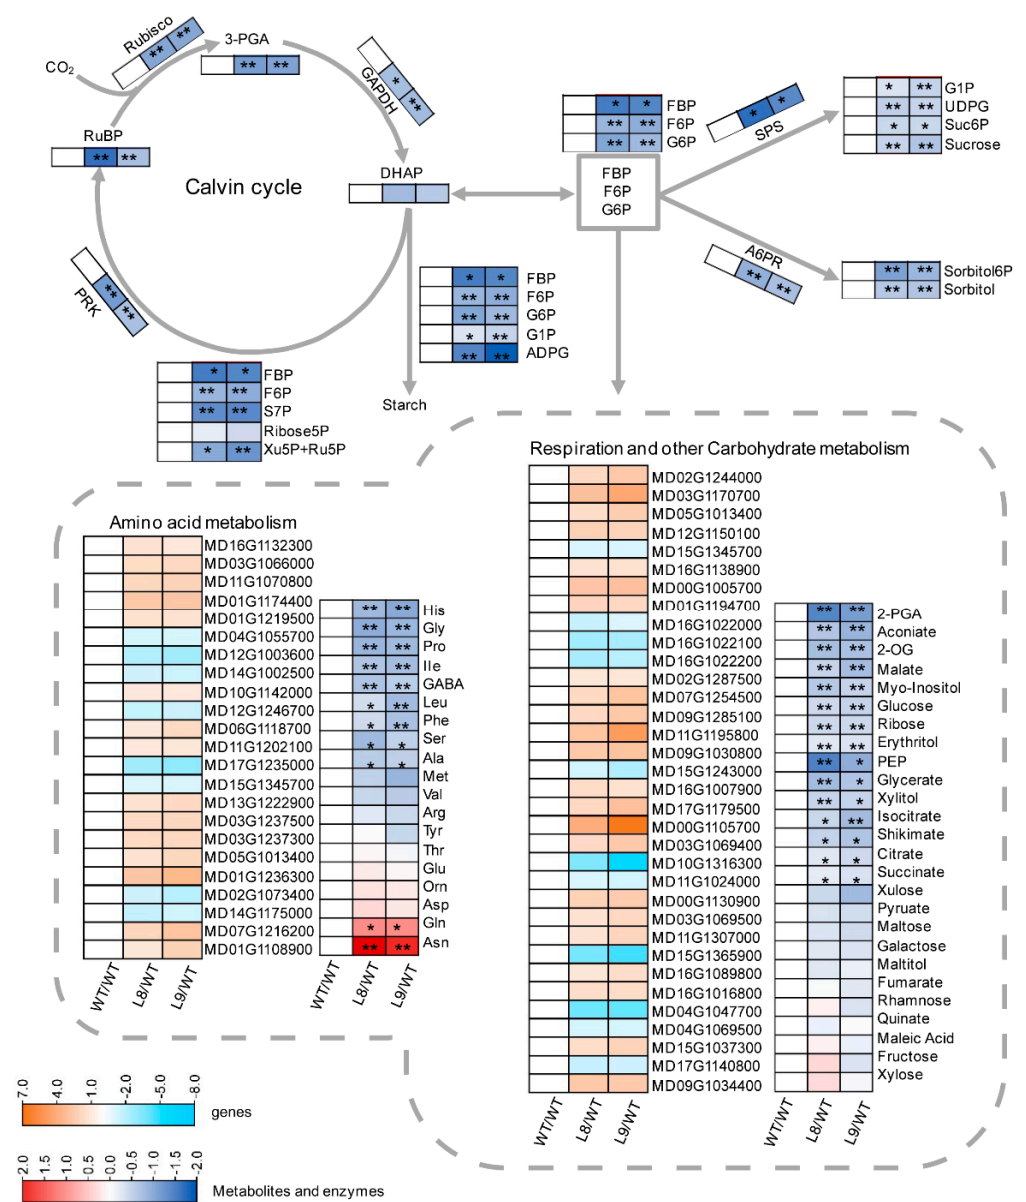 Rubisco
** **
3-PGA
** **
CO₂
GAPDH
* **
RuBP
** **
Calvin cycle
DHAP
PRK
** **
* * FBP
** ** F6P
** ** G6P
FBP
F6P
G6P
* *
SPS
* ** G1P
** ** UDPG
* * Suc6P
** ** Sucrose
A6PR
** **
** ** Sorbitol6P
** ** Sorbitol
* * FBP
** ** F6P
** ** G6P
* ** G1P
** ** ADPG
Starch
* * FBP
** ** F6P
** ** S7P
Ribose5P
* ** Xu5P+Ru5P
Amino acid metabolism
MD16G1132300
MD03G1066000
MD11G1070800
MD01G1174400
MD01G1219500
MD04G1055700
MD12G1003600
MD14G1002500
MD10G1142000
MD12G1246700
MD06G1118700
MD11G1202100
MD17G1235000
MD15G1345700
MD13G1222900
MD03G1237500
MD03G1237300
MD05G1013400
MD01G1236300
MD02G1073400
MD14G1175000
MD07G1216200
MD01G1108900
WT/WT L8/WT L9/WT
** ** His
** ** Gly
** ** Pro
** ** Ile
** ** GABA
* ** Leu
* ** Phe
* * Ser
* * Ala
Met
Val
Arg
Tyr
Thr
Glu
Orn
Asp
* * Gln
** ** Asn
WT/WT L8/WT L9/WT
Respiration and other Carbohydrate metabolism
MD02G1244000
MD03G1170700
MD05G1013400
MD12G1150100
MD15G1345700
MD16G1138900
MD00G1005700
MD01G1194700
MD16G1022000
MD16G1022100
MD16G1022200
MD02G1287500
MD07G1254500
MD09G1285100
MD11G1195800
MD09G1030800
MD15G1243000
MD16G1007900
MD17G1179500
MD00G1105700
MD03G1069400
MD10G1316300
MD11G1024000
MD00G1130900
MD03G1069500
MD11G1307000
MD15G1365900
MD16G1089800
MD16G1016800
MD04G1047700
MD04G1069500
MD15G1037300
MD17G1140800
MD09G1034400
WT/WT L8/WT L9/WT
** ** 2-PGA
** ** Aconiate
** ** 2-OG
** ** Malate
** ** Myo-Inositol
** ** Glucose
** ** Ribose
** ** Erythritol
** * PEP
** * Glycerate
** * Xylitol
* ** Isocitrate
* * Shikimate
* * Citrate
* * Succinate
Xulose
Pyruate
Maltose
Galactose
Maltitol
Fumarate
Rhamnose
Quinate
Maleic Acid
Fructose
Xylose
WT/WT L8/WT L9/WT
7.0 4.0 1.0 -2.0 -5.0 -8.0
genes
2.0 1.5 1.0 0.5 0.0 -0.5 -1.0 -1.5 -2.0
Metabolites and enzymes